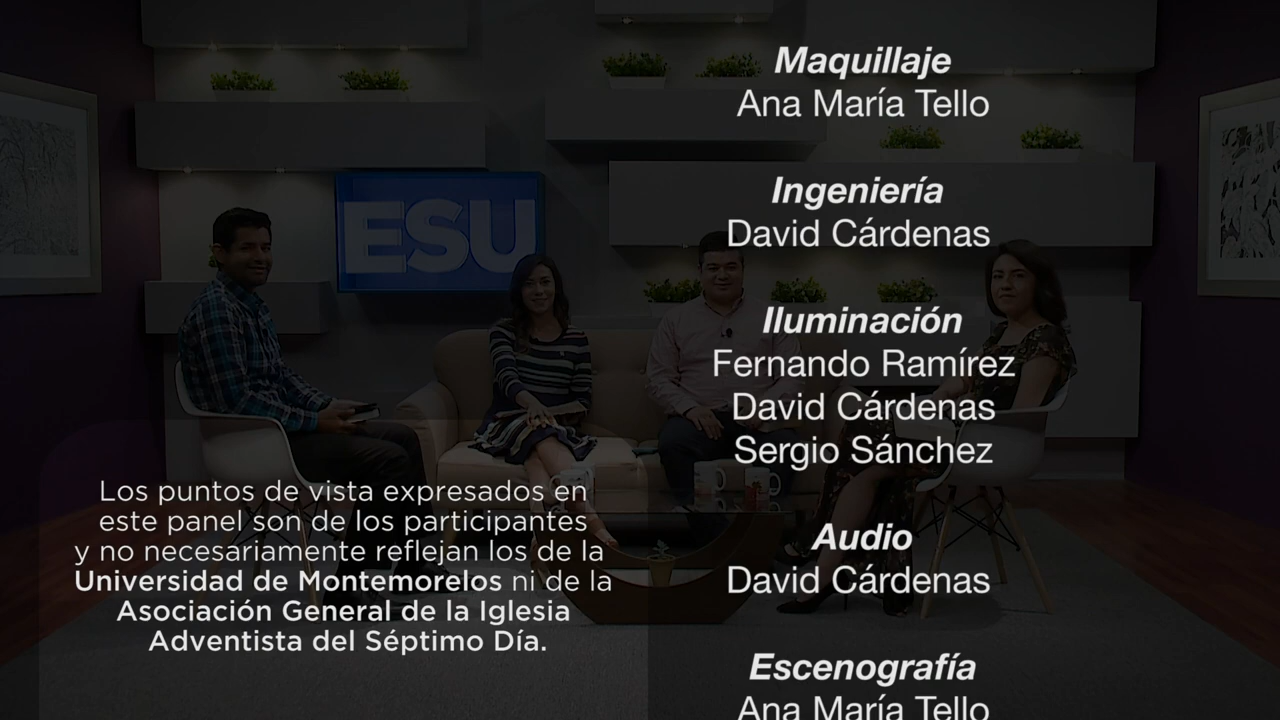 ESU
Maquillaje
Ana María Tello
Ingeniería
David Cárdenas
Iluminación
Fernando Ramírez
David Cárdenas
Sergio Sánchez
Audio
David Cárdenas
Escenografía
Ana María Tello
Los puntos de vista expresados en
este panel son de los participantes
y no necesariamente reflejan los de la
Universidad de Montemorelos ni de la
Asociación General de la Iglesia
Adventista del Séptimo Día.